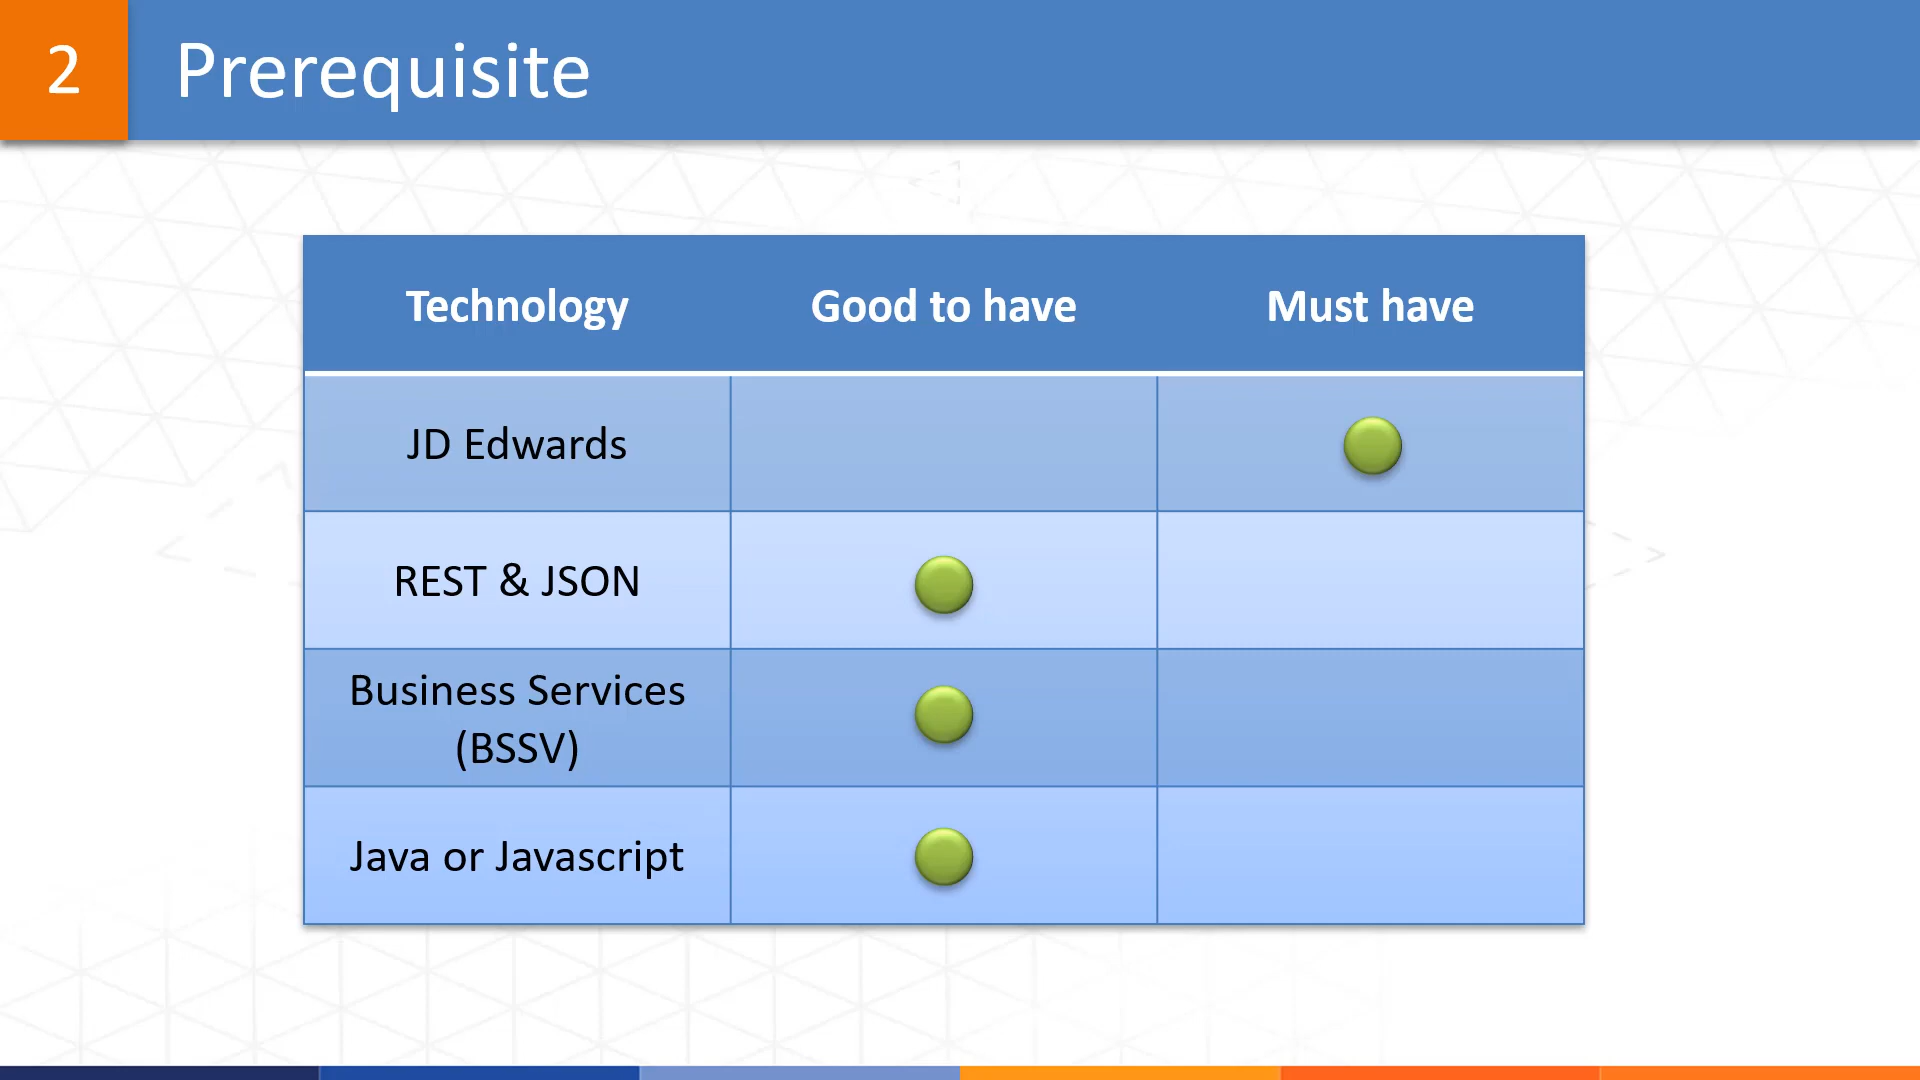 2
Prerequisite
Technology
Good to have
Must have
JD Edwards
REST & JSON
Business Services
(BSSV)
Java or Javascript